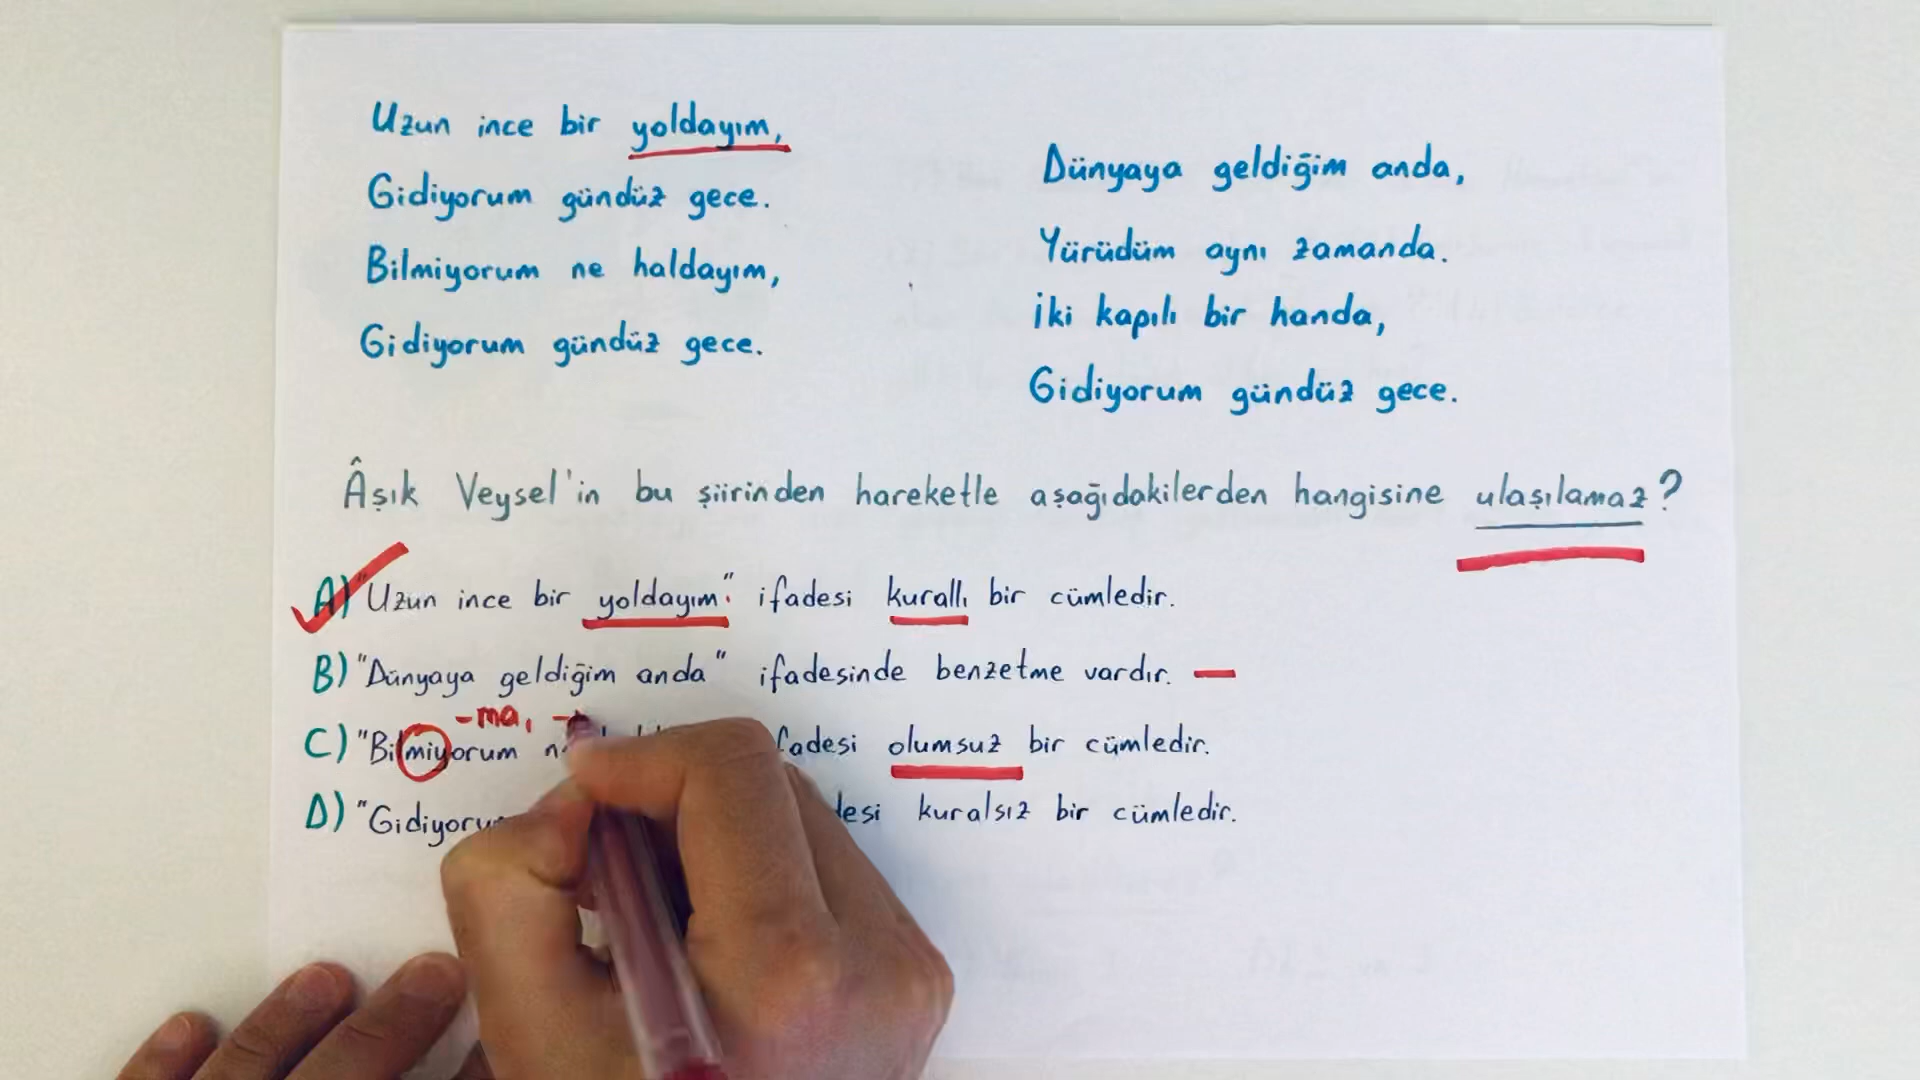 Uzun ince bir yoldayım,
Gidiyorum gündüz gece.
Bilmiyorum ne haldayım,
Gidiyorum gündüz gece.
Dünyaya geldiğim anda,
Yürüdüm aynı zamanda.
İki kapılı bir handa,
Gidiyorum gündüz gece.
Âşık Veysel'in bu şiirinden hareketle aşağıdakilerden hangisine ulaşılamaz?
A) "Uzun ince bir yoldayım." ifadesi kurallı bir cümledir.
B) "Dünyaya geldiğim anda" ifadesinde benzetme vardır. —
-ma, -
C) "Bilmiyorum olumsuz bir cümledir.
D) kuralsız bir cümledir.